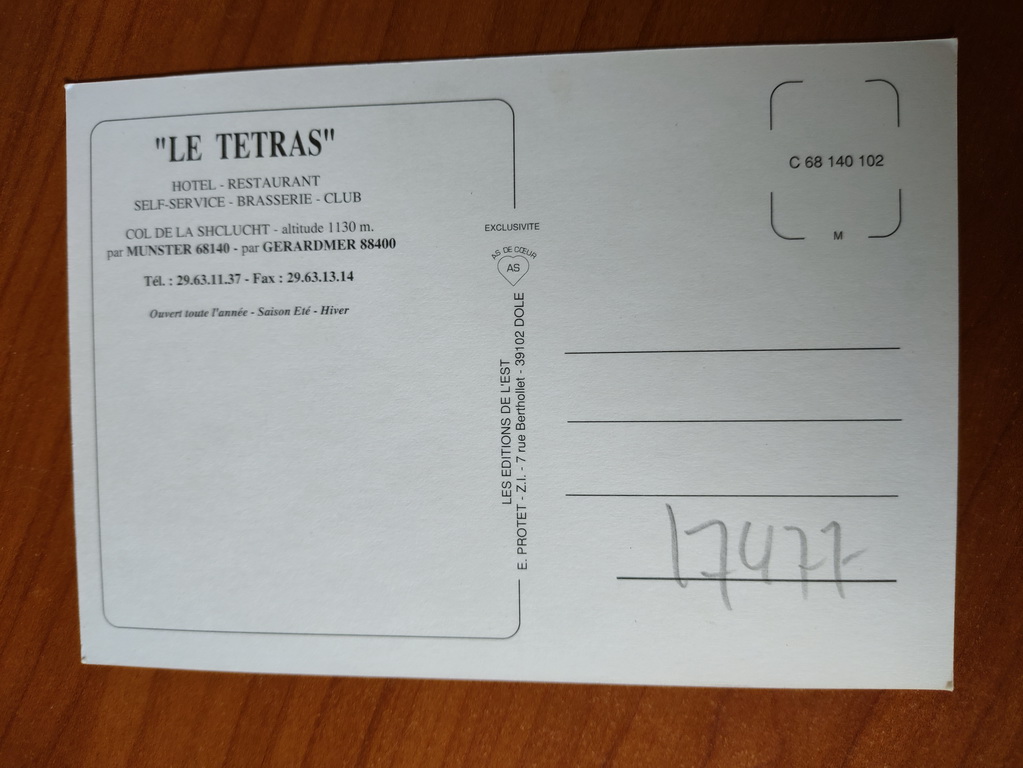 "LE TETRAS"
HOTEL - RESTAURANT
SELF-SERVICE - BRASSERIE - CLUB
COL DE LA SHCLUCHT - altitude 1130 m.
par MUNSTER 68140 - par GERARDMER 88400
Tél. : 29.63.11.37 - Fax : 29.63.13.14
Ouvert toute l'année - Saison Eté - Hiver
EXCLUSIVITE
AS DE CŒUR
AS
LES EDITIONS DE L'EST
E. PROTET - Z.I. - 7 rue Berthollet - 39102 DOLE
C 68 140 102
M
17477